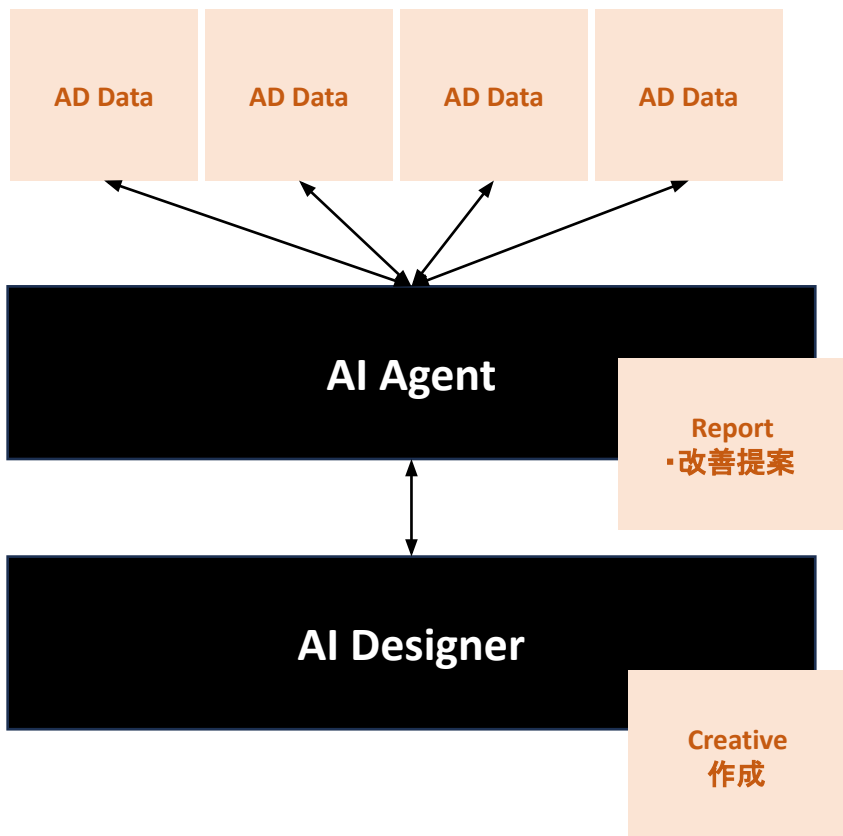 AD Data
AD Data
AD Data
AD Data
AI Agent
Report
・改善提案
AI Designer
Creative
作成